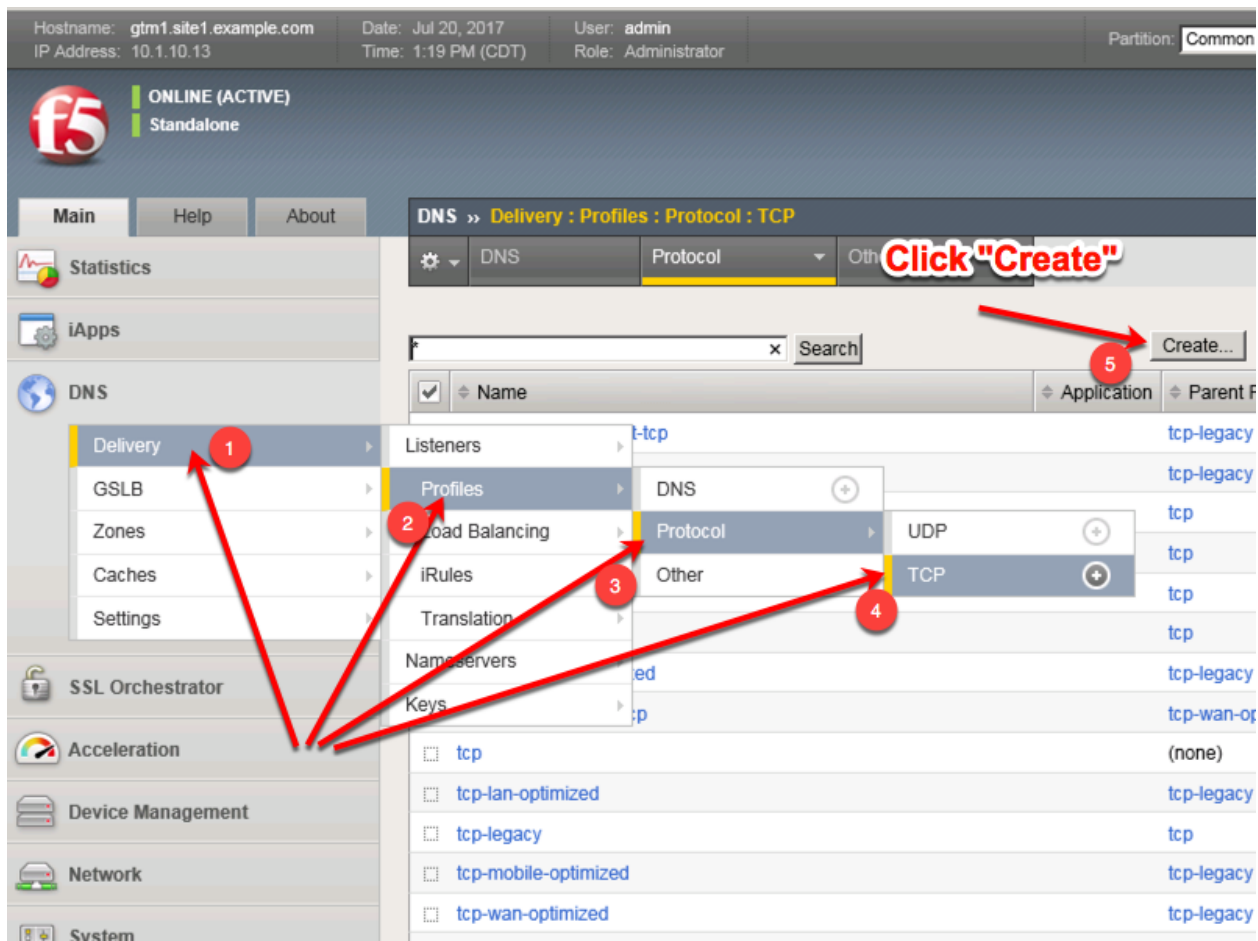 Hostname: gtm1.site1.example.com Date: Jul 20, 2017 User: admin
IP Address: 10.1.10.13 Time: 1:19 PM (CDT) Role: Administrator
Partition: Common
f5
ONLINE (ACTIVE)
Standalone
Main Help About
DNS » Delivery : Profiles : Protocol : TCP
DNS Protocol
Click "Create"
Statistics
iApps
DNS
* × Search Create...
5
Name Application Parent
Delivery 1
GSLB
Zones
Caches
Settings
Listeners
Profiles
2
Load Balancing
iRules
Translation
Nameservers
Keys
DNS
Protocol
Other
3
UDP
TCP
4
t-tcp tcp-legacy
tcp-legacy
tcp
tcp
tcp
tcp
zed tcp-legacy
cp tcp-wan-op
tcp (none)
tcp-lan-optimized tcp-legacy
tcp-legacy tcp
tcp-mobile-optimized tcp-legacy
tcp-wan-optimized tcp-legacy
SSL Orchestrator
Acceleration
Device Management
Network
System